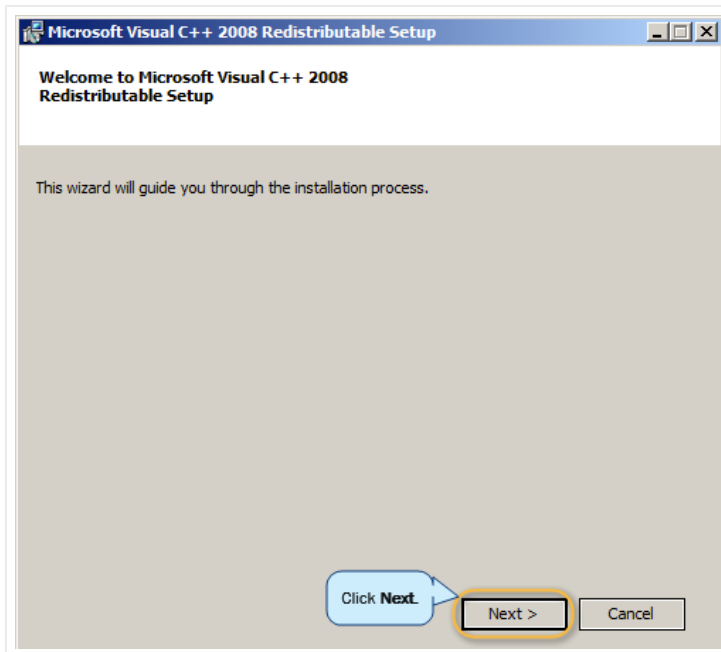 Microsoft Visual C++ 2008 Redistributable Setup
Welcome to Microsoft Visual C++ 2008
Redistributable Setup
This wizard will guide you through the installation process.
Click Next.
Next >
Cancel